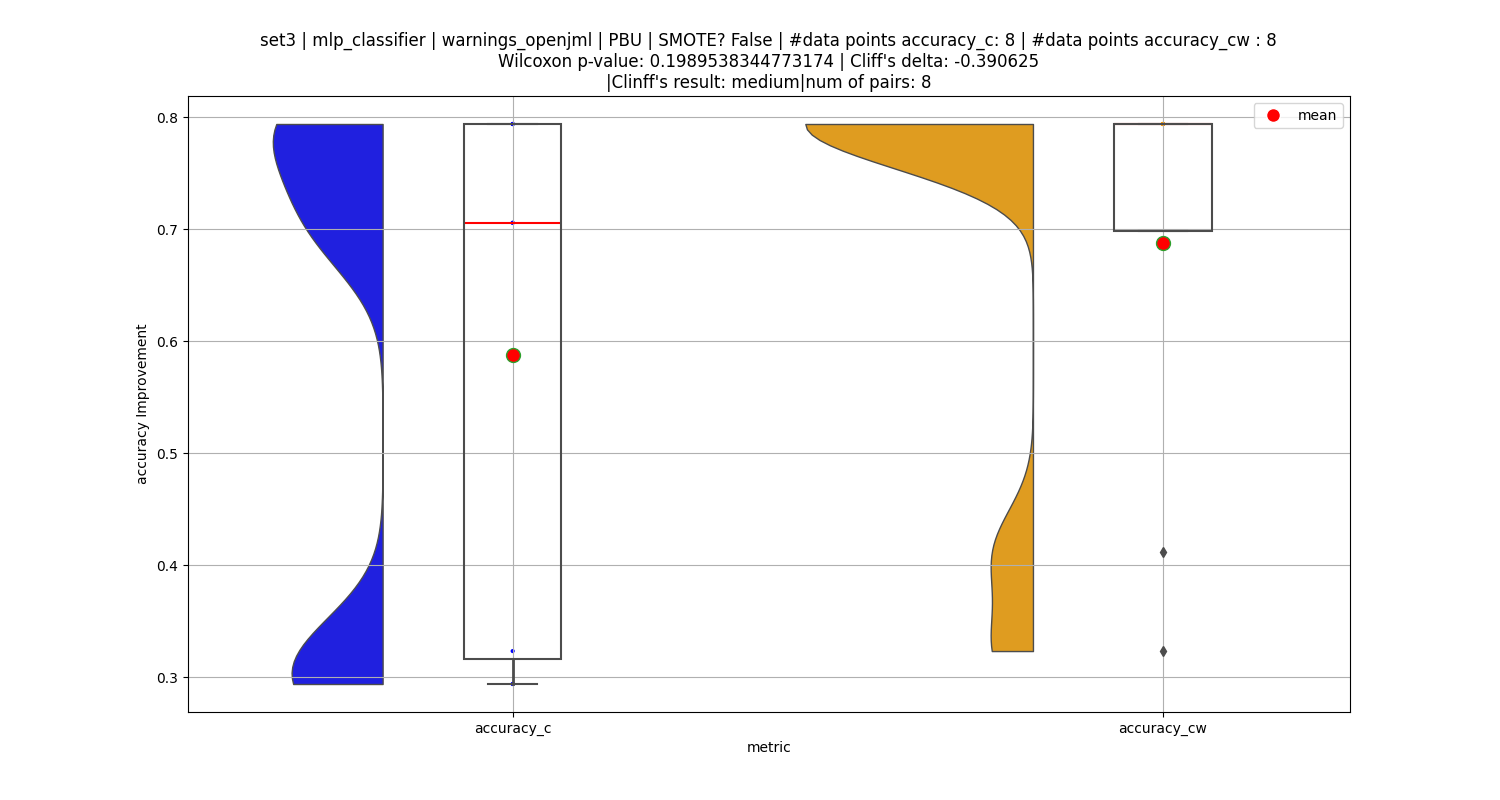 set3 | mlp_classifier | warnings_openjml | PBU | SMOTE? False | #data points accuracy_c: 8 | #data points accuracy_cw : 8
Wilcoxon p-value: 0.1989538344773174 | Cliff's delta: -0.390625
|Clinff's result: medium|num of pairs: 8
mean
0.8
0.7
0.6
0.5
0.4
0.3
accuracy Improvement
accuracy_c
accuracy_cw
metric